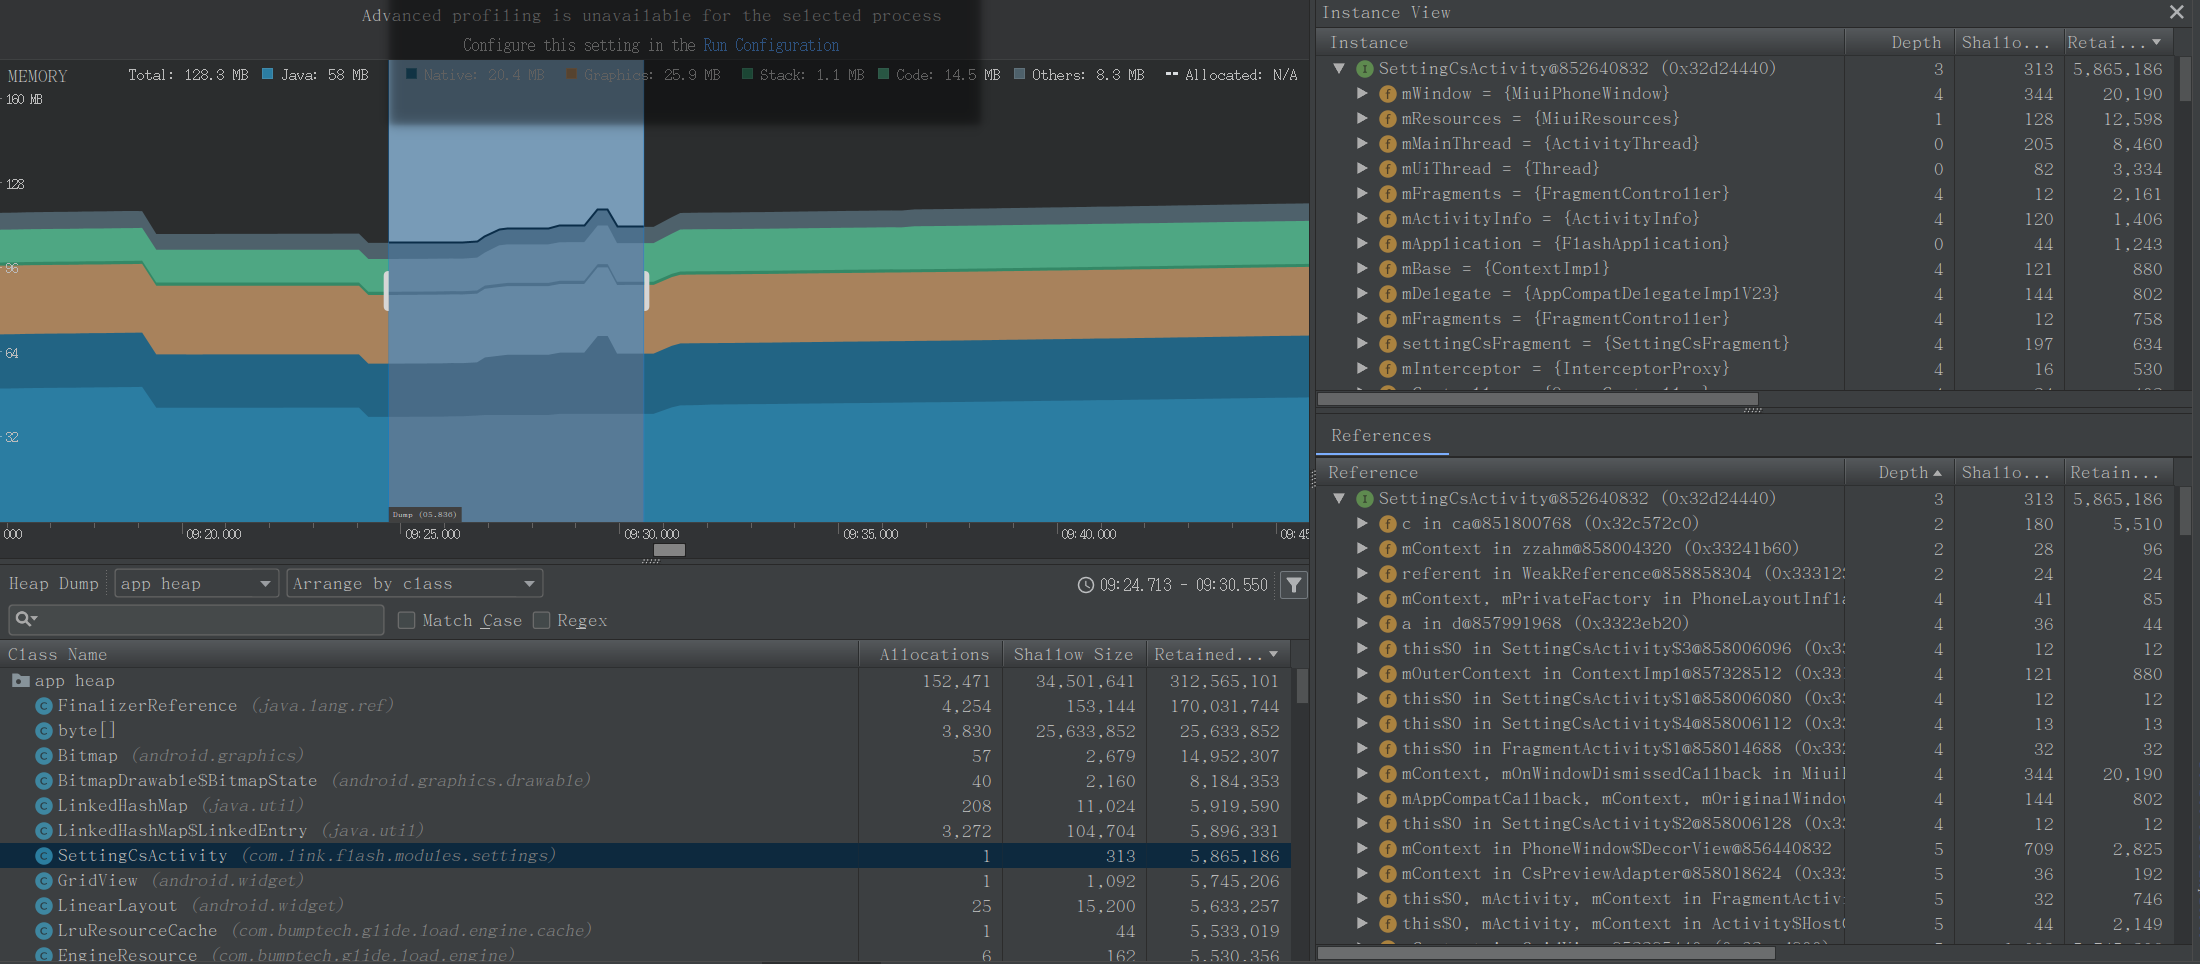 Advanced profiling is unavailable for the selected process
Configure this setting in the Run Configuration
MEMORY Total: 128.3 MB Java: 58 MB Native: 20.4 MB Graphics: 25.9 MB Stack: 1.1 MB Code: 14.5 MB Others: 8.3 MB Allocated: N/A
160 MB
128
96
64
32
Dump (05.836)
000 09:20.000 09:25.000 09:30.000 09:35.000 09:40.000 09:45
Heap Dump app heap Arrange by class 09:24.713 - 09:30.550
Match Case Regex
Class Name Allocations Shallow Size Retained...
app heap 152,471 34,501,641 312,565,101
FinalizerReference (java.lang.ref) 4,254 153,144 170,031,744
byte[] 3,830 25,633,852 25,633,852
Bitmap (android.graphics) 57 2,679 14,952,307
BitmapDrawable$BitmapState (android.graphics.drawable) 40 2,160 8,184,353
LinkedHashMap (java.util) 208 11,024 5,919,590
LinkedHashMap$LinkedEntry (java.util) 3,272 104,704 5,896,331
SettingCsActivity (com.link.flash.modules.settings) 1 313 5,865,186
GridView (android.widget) 1 1,092 5,745,206
LinearLayout (android.widget) 25 15,200 5,633,257
LruResourceCache (com.bumptech.glide.load.engine.cache) 1 44 5,533,019
EngineResource (com.bumptech.glide.load.engine) 6 162 5,530,356
Instance View
Instance Depth Shallo... Retai...
SettingCsActivity@852640832 (0x32d24440) 3 313 5,865,186
mWindow = {MiuiPhoneWindow} 4 344 20,190
mResources = {MiuiResources} 1 128 12,598
mMainThread = {ActivityThread} 0 205 8,460
mUiThread = {Thread} 0 82 3,334
mFragments = {FragmentController} 4 12 2,161
mActivityInfo = {ActivityInfo} 4 120 1,406
mApplication = {FlashApplication} 0 44 1,243
mBase = {ContextImpl} 4 121 880
mDelegate = {AppCompatDelegateImplV23} 4 144 802
mFragments = {FragmentController} 4 12 758
settingCsFragment = {SettingCsFragment} 4 197 634
mInterceptor = {InterceptorProxy} 4 16 530
References
Reference Depth Shallo... Retain...
SettingCsActivity@852640832 (0x32d24440) 3 313 5,865,186
c in ca@851800768 (0x32c572c0) 2 180 5,510
mContext in zzahm@858004320 (0x33241b60) 2 28 96
referent in WeakReference@858858304 (0x33312 2 24 24
mContext, mPrivateFactory in PhoneLayoutInfla 4 41 85
a in d@857991968 (0x3323eb20) 4 36 44
this$0 in SettingCsActivity$3@858006096 (0x33 4 12 12
mOuterContext in ContextImpl@857328512 (0x331 4 121 880
this$0 in SettingCsActivity$1@858006080 (0x33 4 12 12
this$0 in SettingCsActivity$4@858006112 (0x33 4 13 13
this$0 in FragmentActivity$1@858014688 (0x332 4 32 32
mContext, mOnWindowDismissedCallback in MiuiP 4 344 20,190
mAppCompatCallback, mContext, mOriginalWindow 4 144 802
this$0 in SettingCsActivity$2@858006128 (0x33 4 12 12
mContext in PhoneWindow$DecorView@856440832 5 709 2,825
mContext in CsPreviewAdapter@858018624 (0x332 5 36 192
this$0, mActivity, mContext in FragmentActiv 5 32 746
this$0, mActivity, mContext in Activity$HostC 5 44 2,149